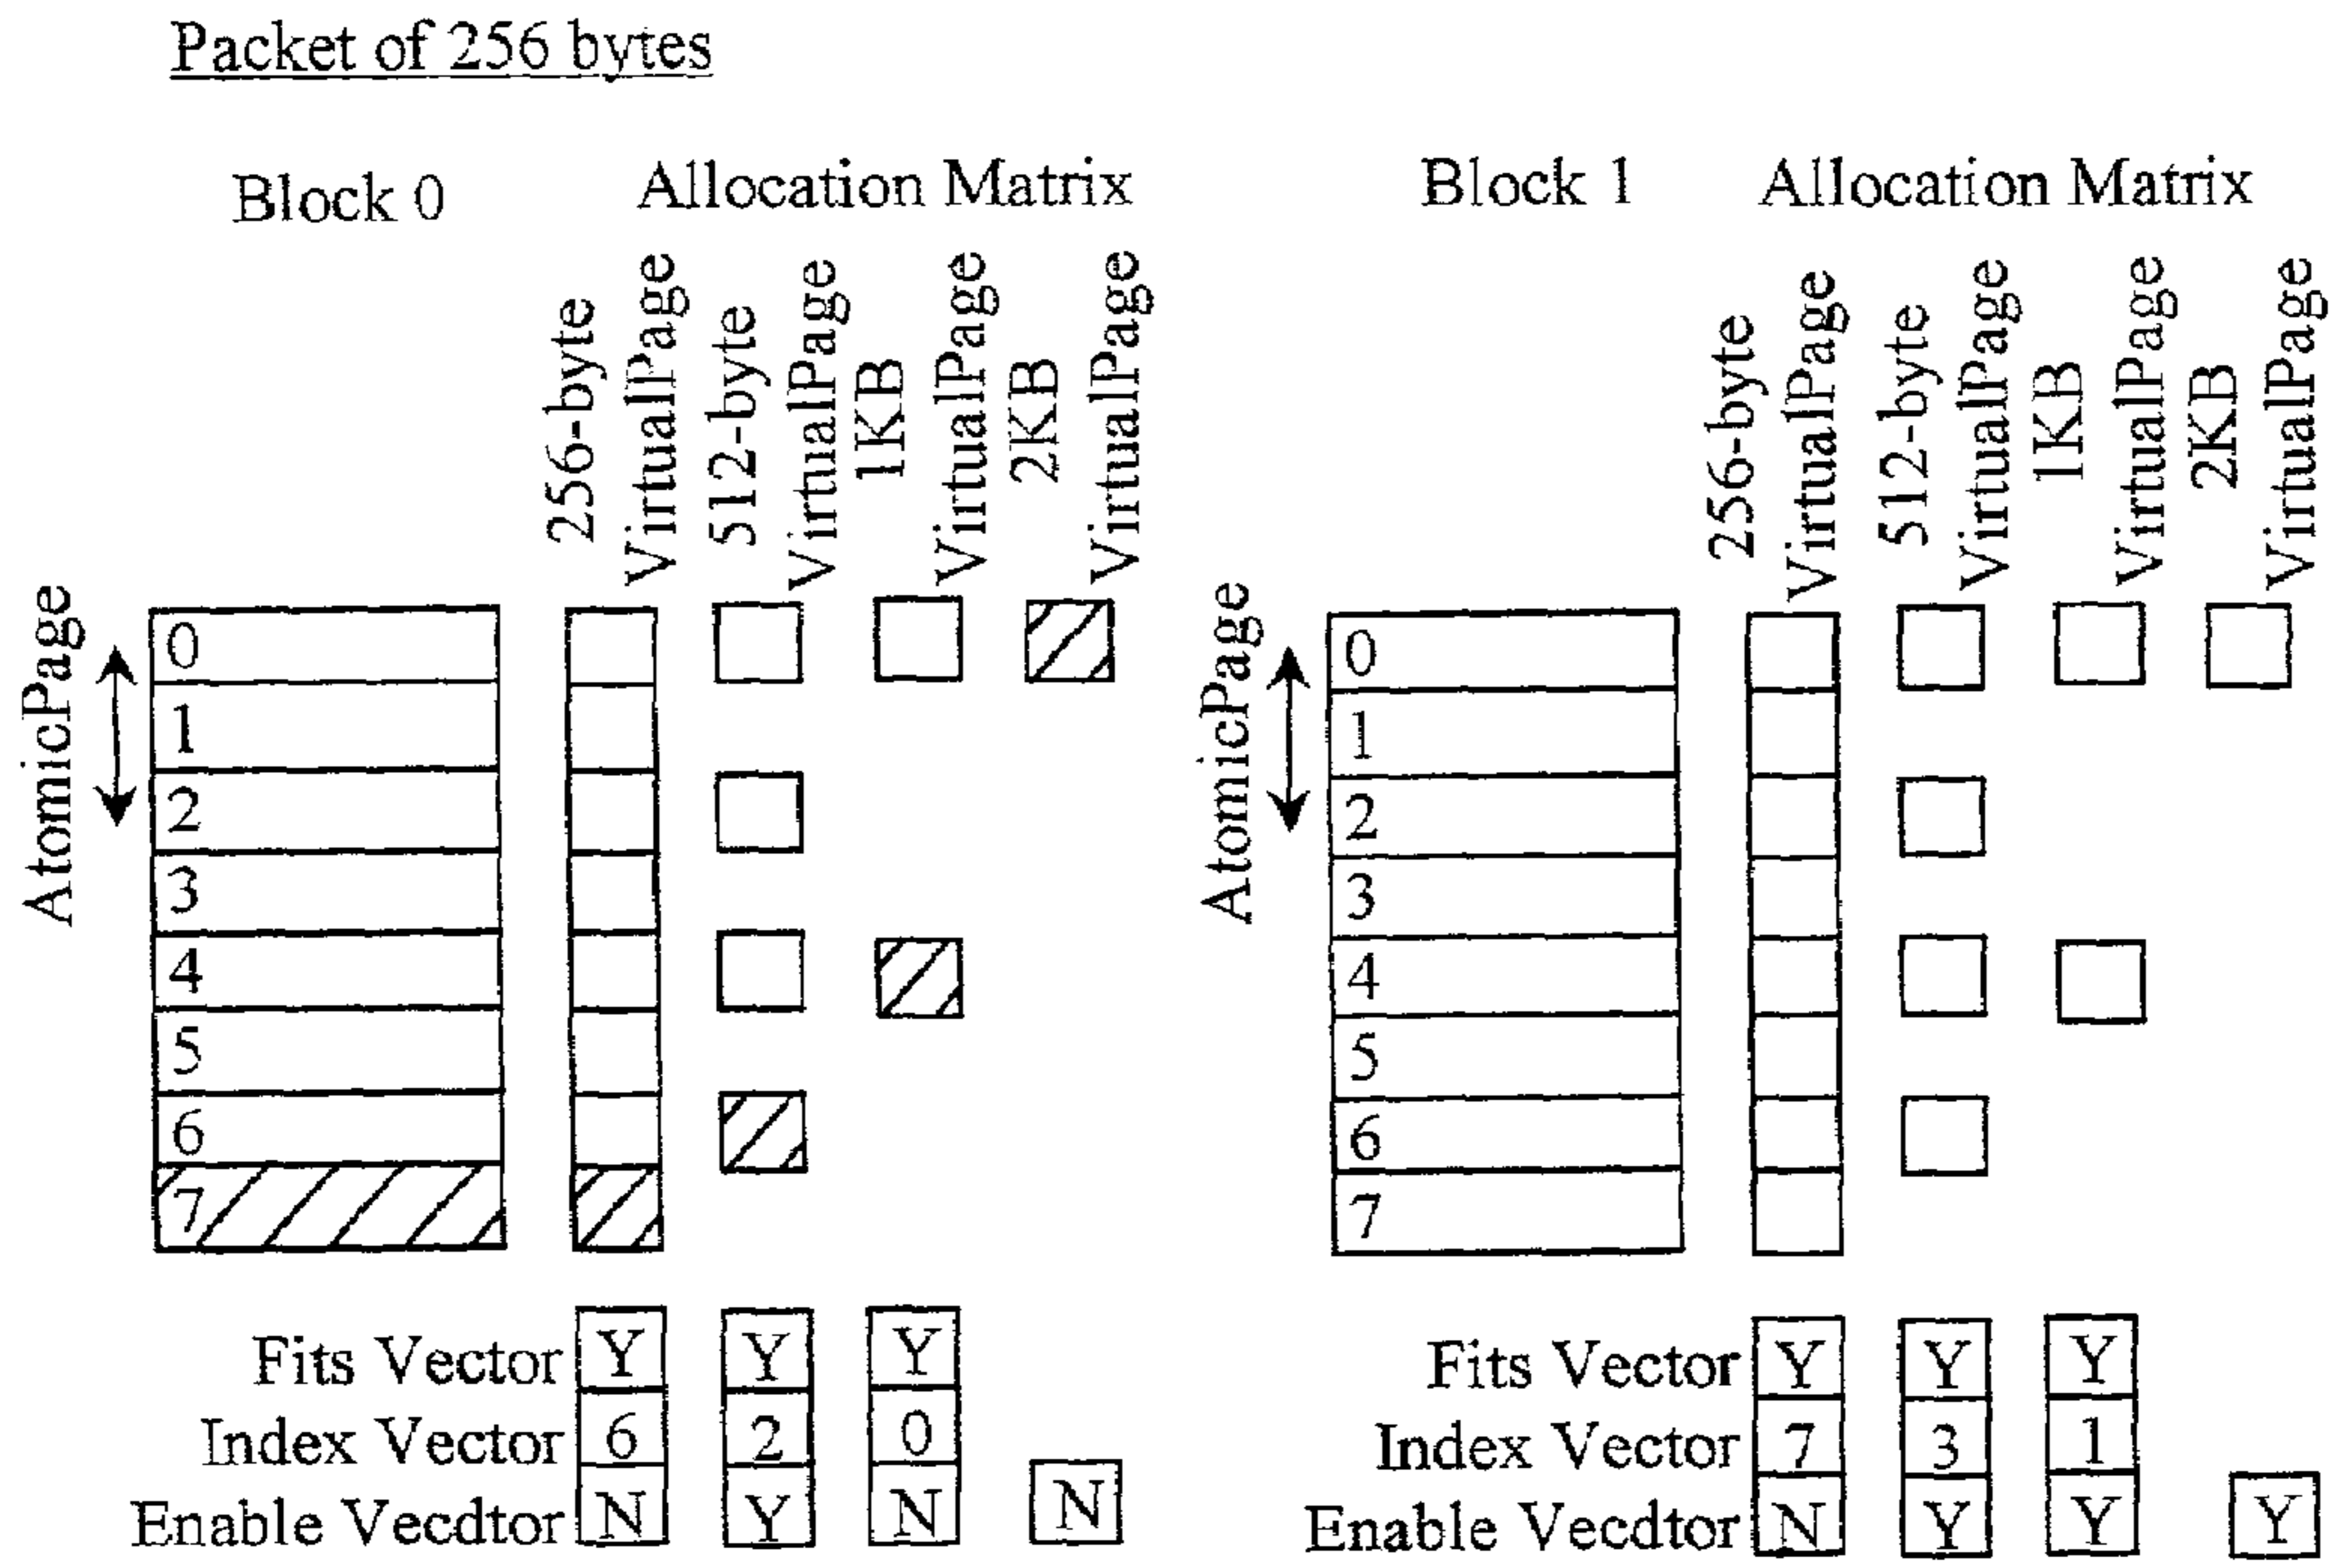 Packet of 256 bytes
Block 0
Allocation Matrix
256-byte
VirtualPage
512-byte
VirtualPage
1KB
VirtualPage
2KB
VirtualPage
AtomicPage
0
1
2
3
4
5
6
7
Fits Vector Y Y Y
Index Vector 6 2 0
Enable Vecdtor N Y N N
Block 1
Allocation Matrix
256-byte
VirtualPage
512-byte
VirtualPage
1KB
VirtualPage
2KB
VirtualPage
AtomicPage
0
1
2
3
4
5
6
7
Fits Vector Y Y Y
Index Vector 7 3 1
Enable Vecdtor N Y Y Y